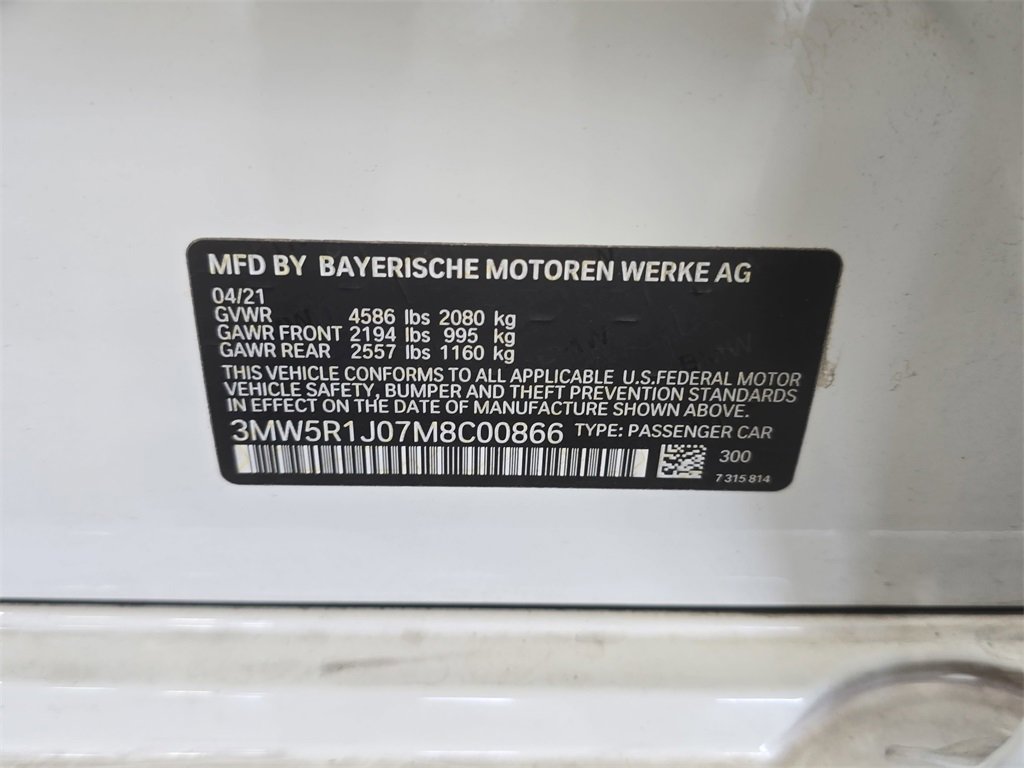 MFD BY BAYERISCHE MOTOREN WERKE AG
04/21
GVWR 4586 lbs 2080 kg
GAWR FRONT 2194 lbs 995 kg
GAWR REAR 2557 lbs 1160 kg
THIS VEHICLE CONFORMS TO ALL APPLICABLE U.S.FEDERAL MOTOR
VEHICLE SAFETY, BUMPER AND THEFT PREVENTION STANDARDS
IN EFFECT ON THE DATE OF MANUFACTURE SHOWN ABOVE.
3MW5R1J07M8C00866 TYPE: PASSENGER CAR
300
7 315 814